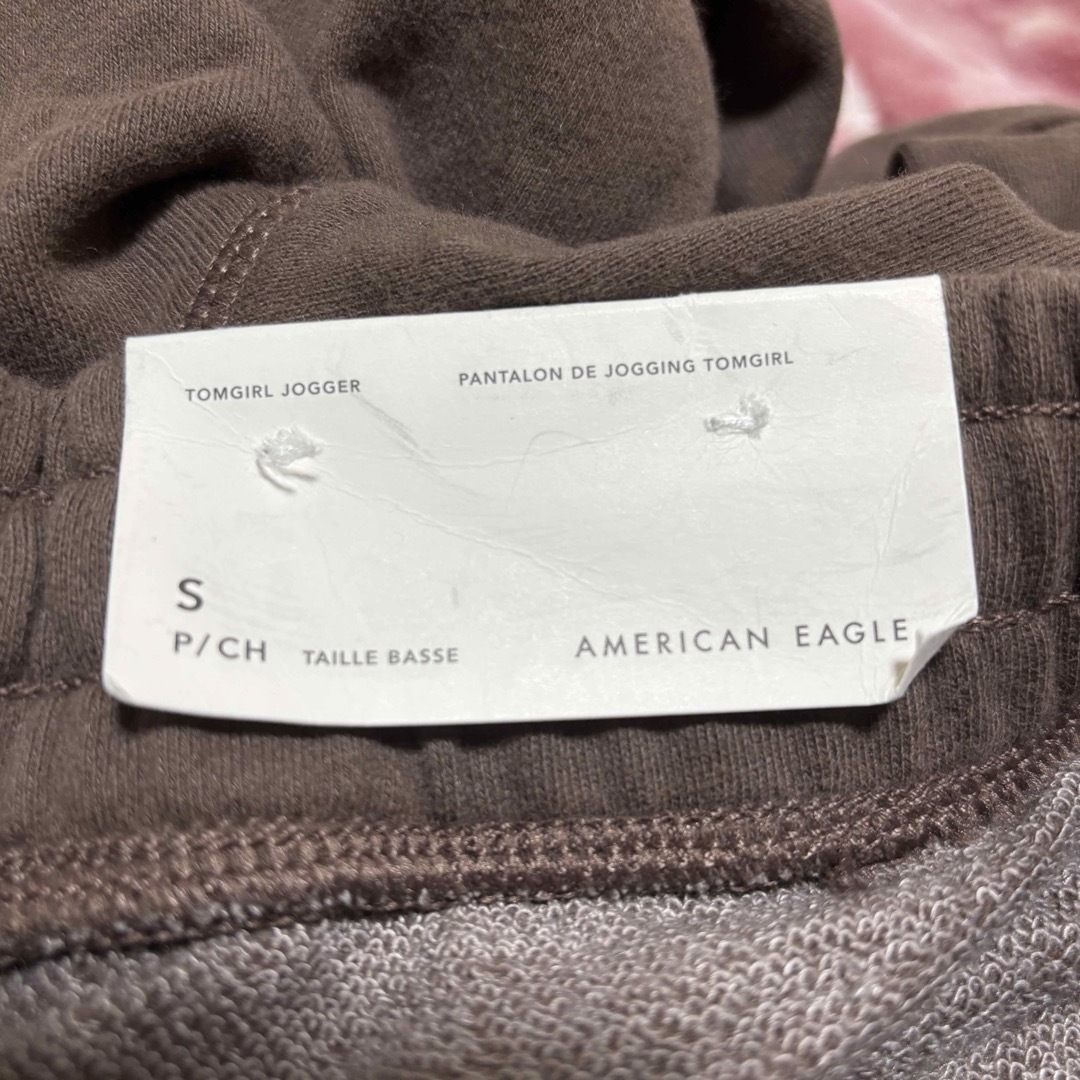 TOMGIRL JOGGER
PANTALON DE JOGGING TOMGIRL
S
P/CH TAILLE BASSE
AMERICAN EAGLE